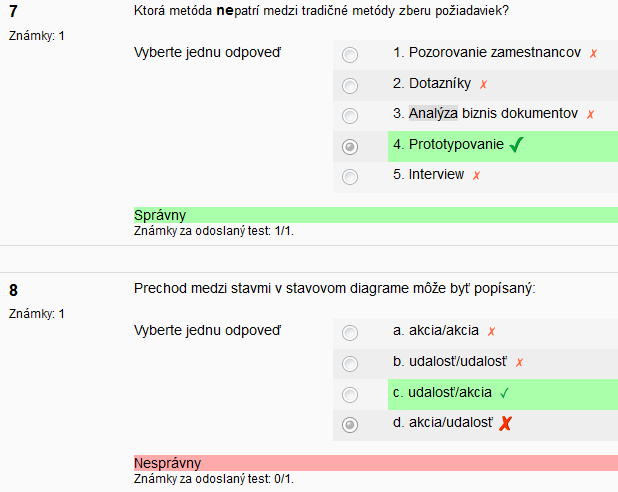 7
Ktorá metóda nepatrí medzi tradičné metódy zberu požiadaviek?
Známky: 1
Vyberte jednu odpoveď
1. Pozorovanie zamestnancov ✗
2. Dotazníky ✗
3. Analýza biznis dokumentov ✗
4. Prototypovanie ✓
5. Interview ✗
Správny
Známky za odoslaný test: 1/1.
8
Prechod medzi stavmi v stavovom diagrame môže byť popísaný:
Známky: 1
Vyberte jednu odpoveď
a. akcia/akcia ✗
b. udalosť/udalosť ✗
c. udalosť/akcia ✓
d. akcia/udalosť ✗
Nesprávny
Známky za odoslaný test: 0/1.